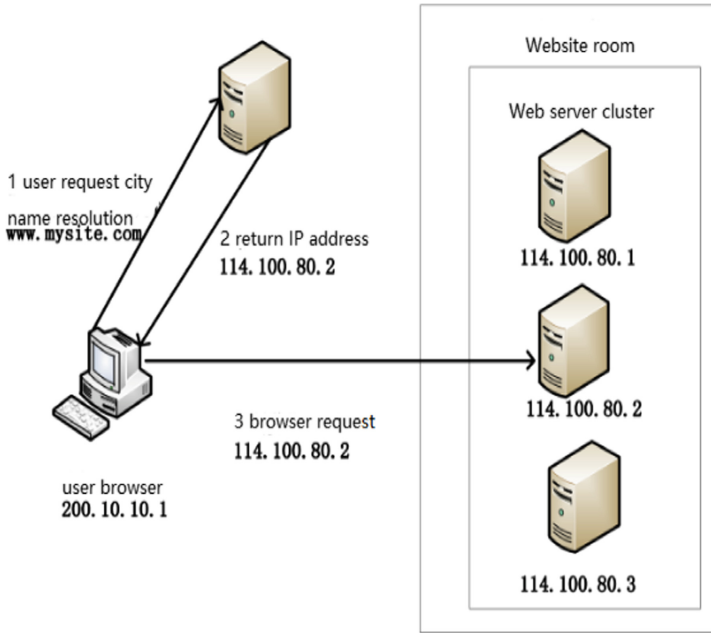 Website room
Web server cluster
1 user request city
name resolution
www.mysite.com
2 return IP address
114.100.80.2
114.100.80.1
114.100.80.2
3 browser request
114.100.80.2
user browser
200.10.10.1
114.100.80.3